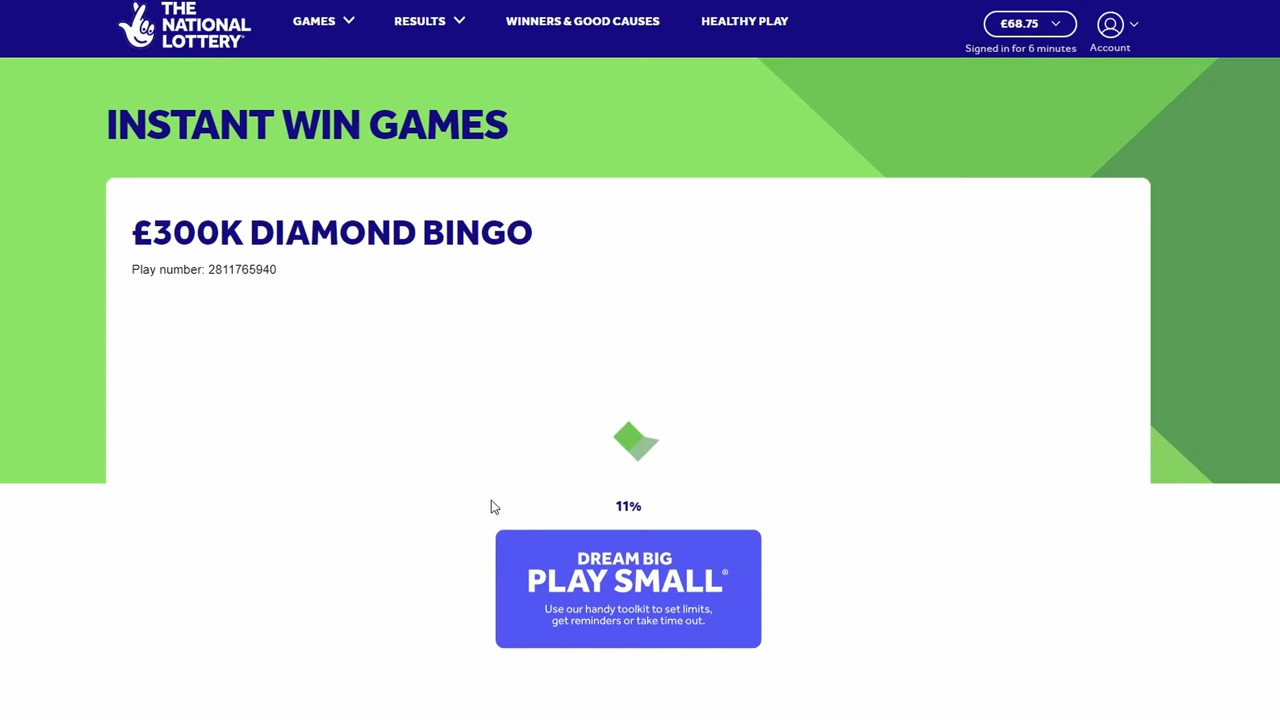 THE
NATIONAL
LOTTERY®
GAMES
RESULTS
WINNERS & GOOD CAUSES
HEALTHY PLAY
£68.75
Signed in for 6 minutes
Account
INSTANT WIN GAMES
£300K DIAMOND BINGO
Play number: 2811765940
11%
DREAM BIG
PLAY SMALL®
Use our handy toolkit to set limits,
get reminders or take time out.